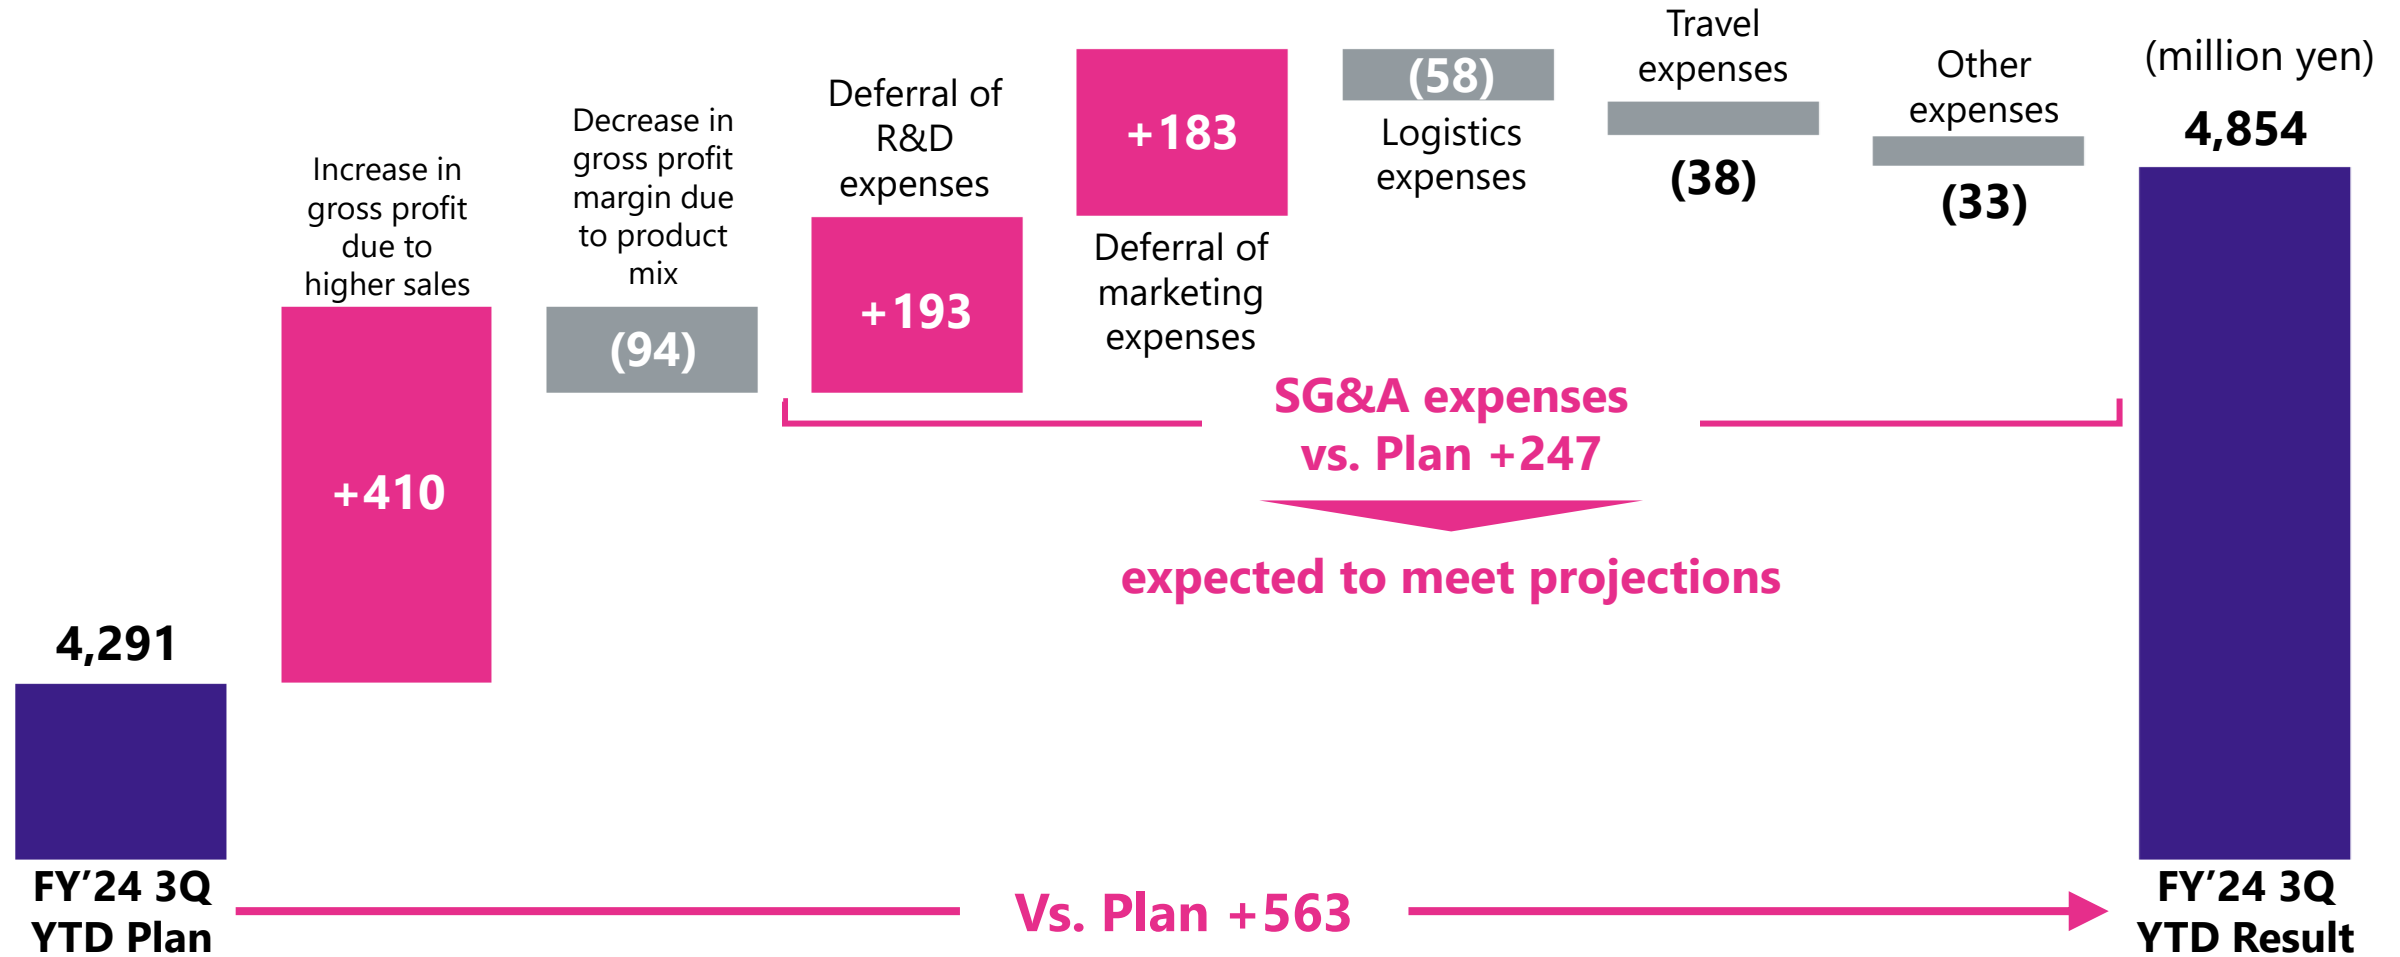 (million yen)
4,291
FY’24 3Q
YTD Plan
Increase in
gross profit
due to
higher sales
+410
Decrease in
gross profit
margin due
to product
mix
(94)
Deferral of
R&D
expenses
+193
+183
Deferral of
marketing
expenses
(58)
Logistics
expenses
Travel
expenses
(38)
Other
expenses
(33)
4,854
FY’24 3Q
YTD Result
SG&A expenses
vs. Plan +247
expected to meet projections
Vs. Plan +563